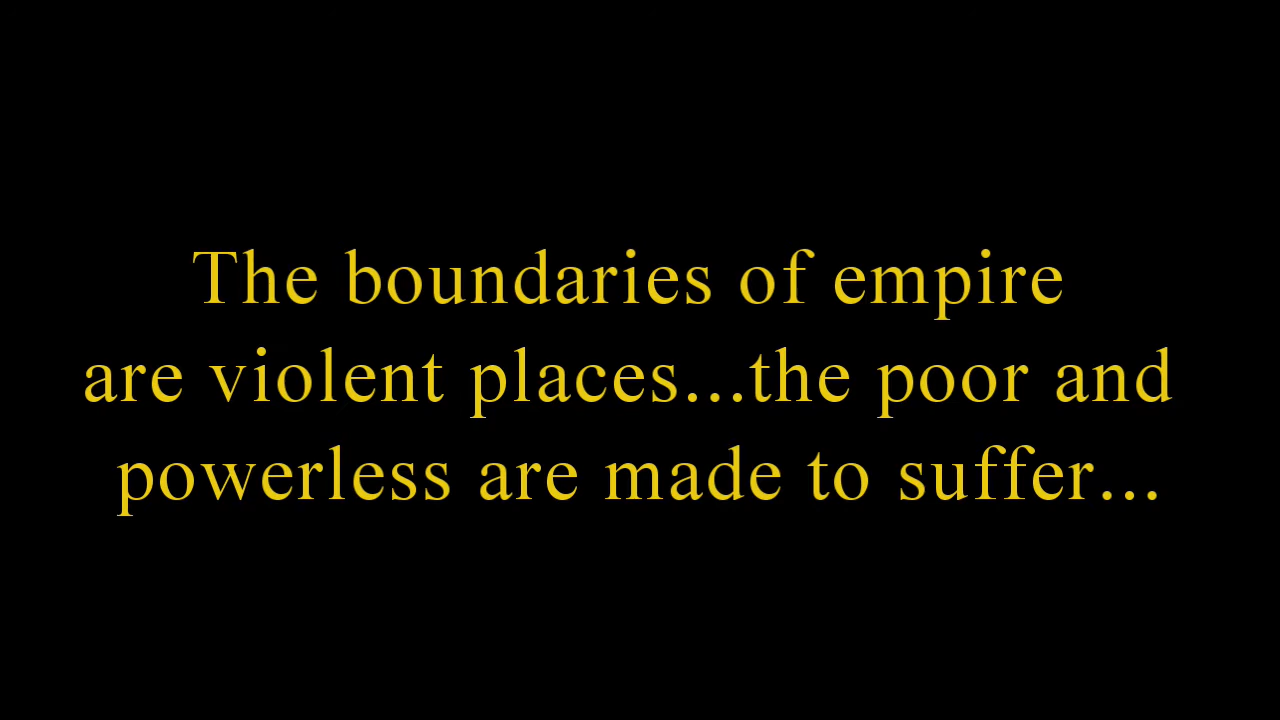 The boundaries of empire
are violent places...the poor and
powerless are made to suffer...